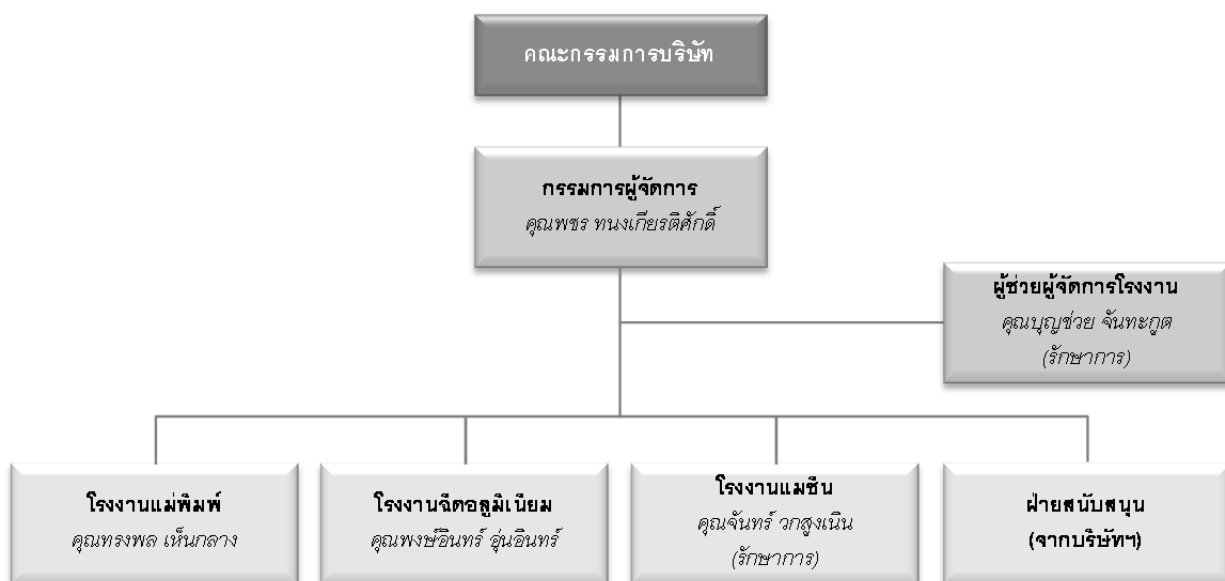 คณะกรรมการบริษัท
กรรมการผู้จัดการ
คุณพชร ทนงเกียรติศักดิ์
ผู้ช่วยผู้จัดการโรงงาน
คุณบุญช่วย จันทะกูต
(รักษาการ)
โรงงานแม่พิมพ์
คุณทรงพล เห็นกลาง
โรงงานฉีดอลูมิเนียม
คุณพงษ์อินทร์ อุ่นอินทร์
โรงงานแมชีน
คุณจันทร์ วกสูงเนิน
(รักษาการ)
ฝ่ายสนับสนุน
(จากบริษัทฯ)